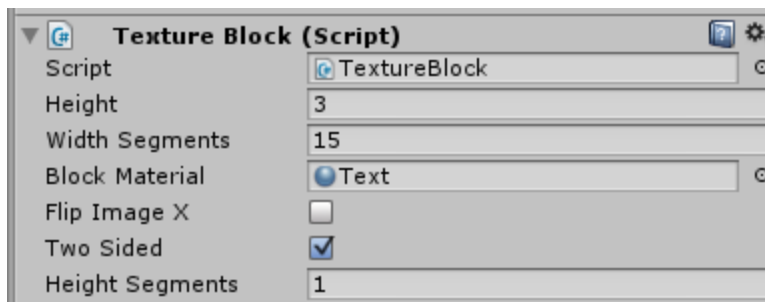 Texture Block (Script)
Script TextureBlock
Height 3
Width Segments 15
Block Material Text
Flip Image X
Two Sided
Height Segments 1